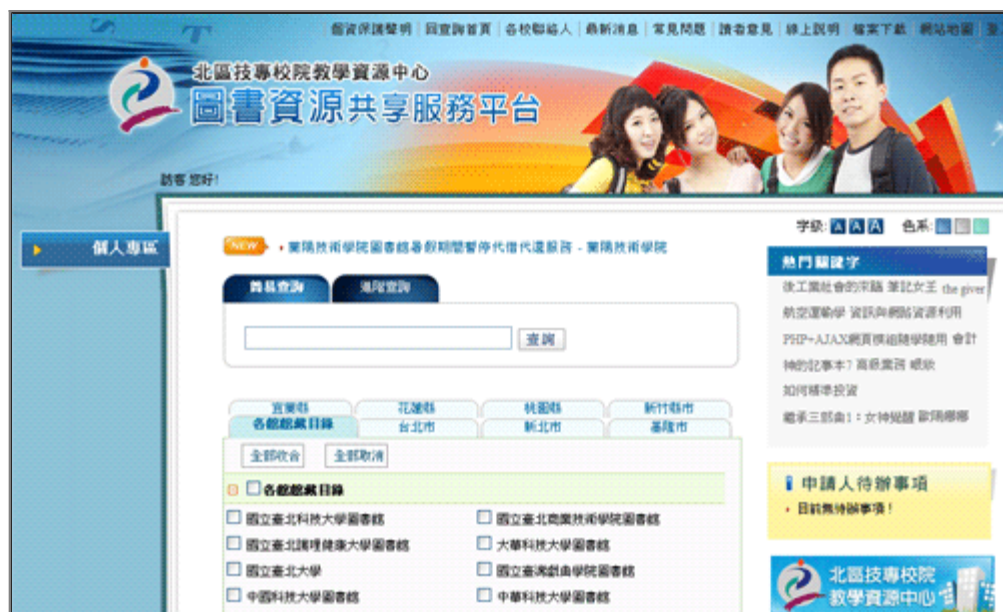 個資保護聲明 | 回查詢首頁 | 各校聯絡人 | 最新消息 | 常見問題 | 讀者意見 | 線上說明 | 檔案下載 | 網站地圖
北區技專校院教學資源中心
圖書資源共享服務平台
訪客 您好!
字級: A A A 色系:
個人專區
NEW 蘭陽技術學院圖書館暑假期間暫停代借代還服務 - 蘭陽技術學院
簡易查詢 進階查詢
查詢
熱門關鍵字
後工業社會的來臨 筆記女王 the giver
航空運輸學 資訊與網路資源利用
PHP+AJAX網頁模組隨學隨用 會計
神的記事本7 高級業務
如何精準投資
繼承三部曲1：女神覺醒 歐陽娜娜
宜蘭縣 花蓮縣 桃園縣 新竹縣市
各館館藏目錄 台北市 新北市 基隆市
全部收合 全部取消
各館館藏目錄
國立臺北科技大學圖書館 國立臺北商業技術學院圖書館
國立臺北護理健康大學圖書館 大華科技大學圖書館
國立臺北大學 國立臺灣戲曲學院圖書館
中國科技大學圖書館 中華科技大學圖書館
申請人待辦事項
目前無待辦事項！
北區技專校院
教學資源中心